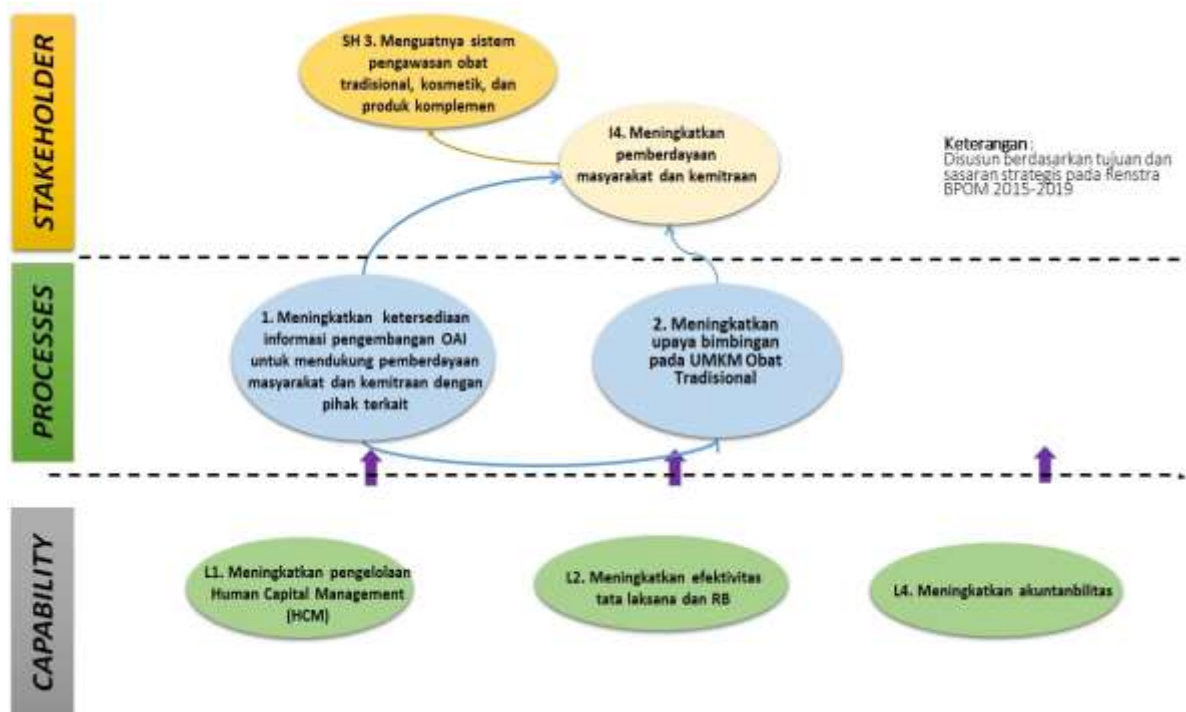 STAKEHOLDER
SH 3. Menguatnya sistem
pengawasan obat
tradisional, kosmetik, dan
produk komplemen
I4. Meningkatkan
pemberdayaan
masyarakat dan kemitraan
Keterangan :
Disusun berdasarkan tujuan dan
sasaran strategis pada Renstra
BPOM 2015-2019
PROCESSES
1. Meningkatkan ketersediaan
informasi pengembangan OAI
untuk mendukung pemberdayaan
masyarakat dan kemitraan dengan
pihak terkait
2. Meningkatkan
upaya bimbingan
pada UMKM Obat
Tradisional
CAPABILITY
L1. Meningkatkan pengelolaan
Human Capital Management
(HCM)
L2. Meningkatkan efektivitas
tata laksana dan RB
L4. Meningkatkan akuntanbilitas